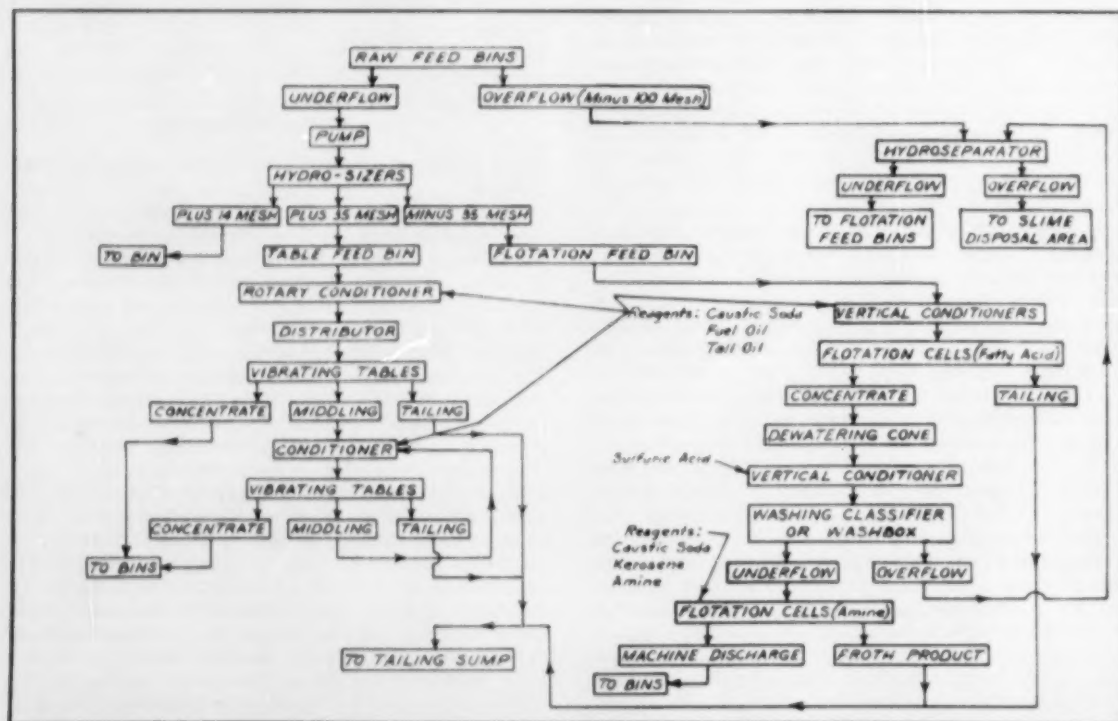 RAW FEED BINS
UNDERFLOW
OVERFLOW (Minus 100 Mesh)
PUMP
HYDRO-SIZERS
PLUS 14 MESH
PLUS 35 MESH
MINUS 35 MESH
TO BIN
TABLE FEED BIN
FLOTATION FEED BIN
ROTARY CONDITIONER
DISTRIBUTOR
VIBRATING TABLES
CONCENTRATE
MIDDLING
TAILING
CONDITIONER
VIBRATING TABLES
CONCENTRATE
MIDDLING
TAILING
TO BINS
TO TAILING SUMP
HYDROSEPARATOR
UNDERFLOW
OVERFLOW
TO FLOTATION
FEED BINS
TO SLIME
DISPOSAL AREA
Reagents: Caustic Soda
Fuel Oil
Tall Oil
VERTICAL CONDITIONERS
FLOTATION CELLS (Fatty Acid)
CONCENTRATE
TAILING
DEWATERING CONE
Sulfuric Acid
VERTICAL CONDITIONER
WASHING CLASSIFIER
OR WASHBOX
Reagents:
Caustic Soda
Kerosene
Amine
UNDERFLOW
OVERFLOW
FLOTATION CELLS (Amine)
MACHINE DISCHARGE
FROTH PRODUCT
TO BINS